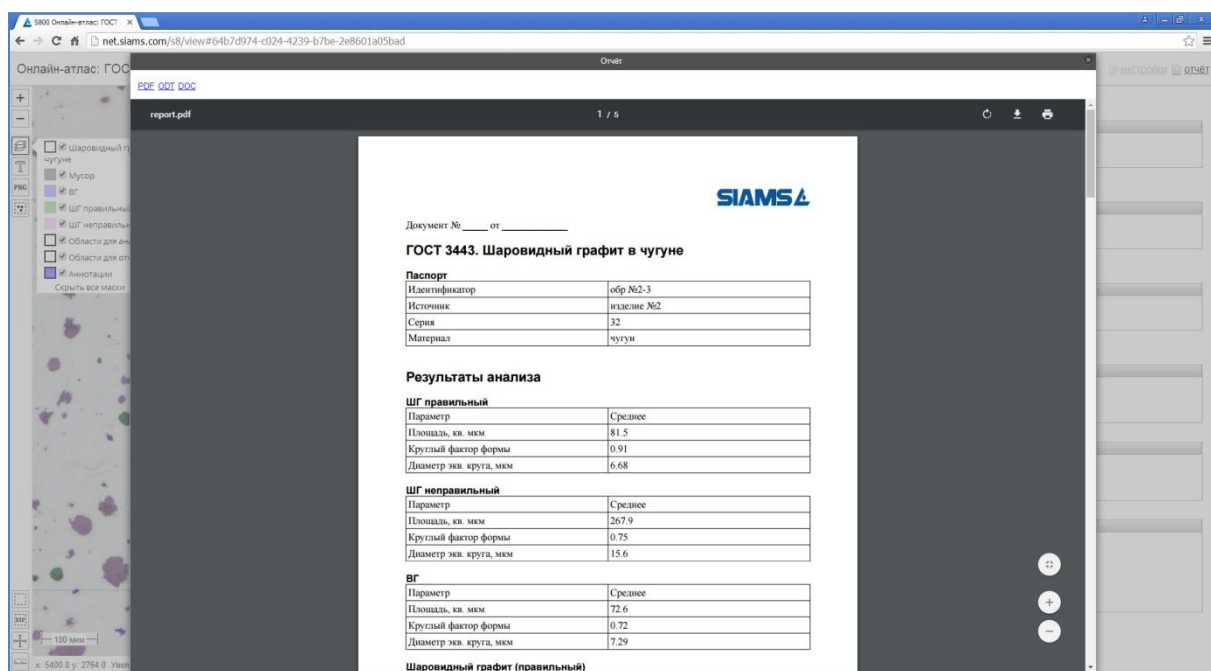 S800 Онлайн-атлас: ГОСТ
net.siams.com/s8/view#64b7d974-c024-4239-b7be-2e8601a05bad
Онлайн-атлас: ГОС
Отчёт
настройки отчёт
PDF ODT DOC
report.pdf
1 / 5
Шаровидный г
чугуне
Мусор
ВГ
ШГ правильны
ШГ неправильн
Области для ан
Области для от
Аннотации
Скрыть все маски
PNG
SIAMS
Документ № _____ от ____________
ГОСТ 3443. Шаровидный графит в чугуне
Паспорт
Идентификатор обр №2-3
Источник изделие №2
Серия 32
Материал чугун
Результаты анализа
ШГ правильный
Параметр Среднее
Площадь, кв. мкм 81.5
Круглый фактор формы 0.91
Диаметр экв. круга, мкм 6.68
ШГ неправильный
Параметр Среднее
Площадь, кв. мкм 267.9
Круглый фактор формы 0.75
Диаметр экв. круга, мкм 15.6
ВГ
Параметр Среднее
Площадь, кв. мкм 72.6
Круглый фактор формы 0.72
Диаметр экв. круга, мкм 7.29
Шаровидный графит (правильный)
100 мкм
x: 5400.0 y: 2764.0 Увел